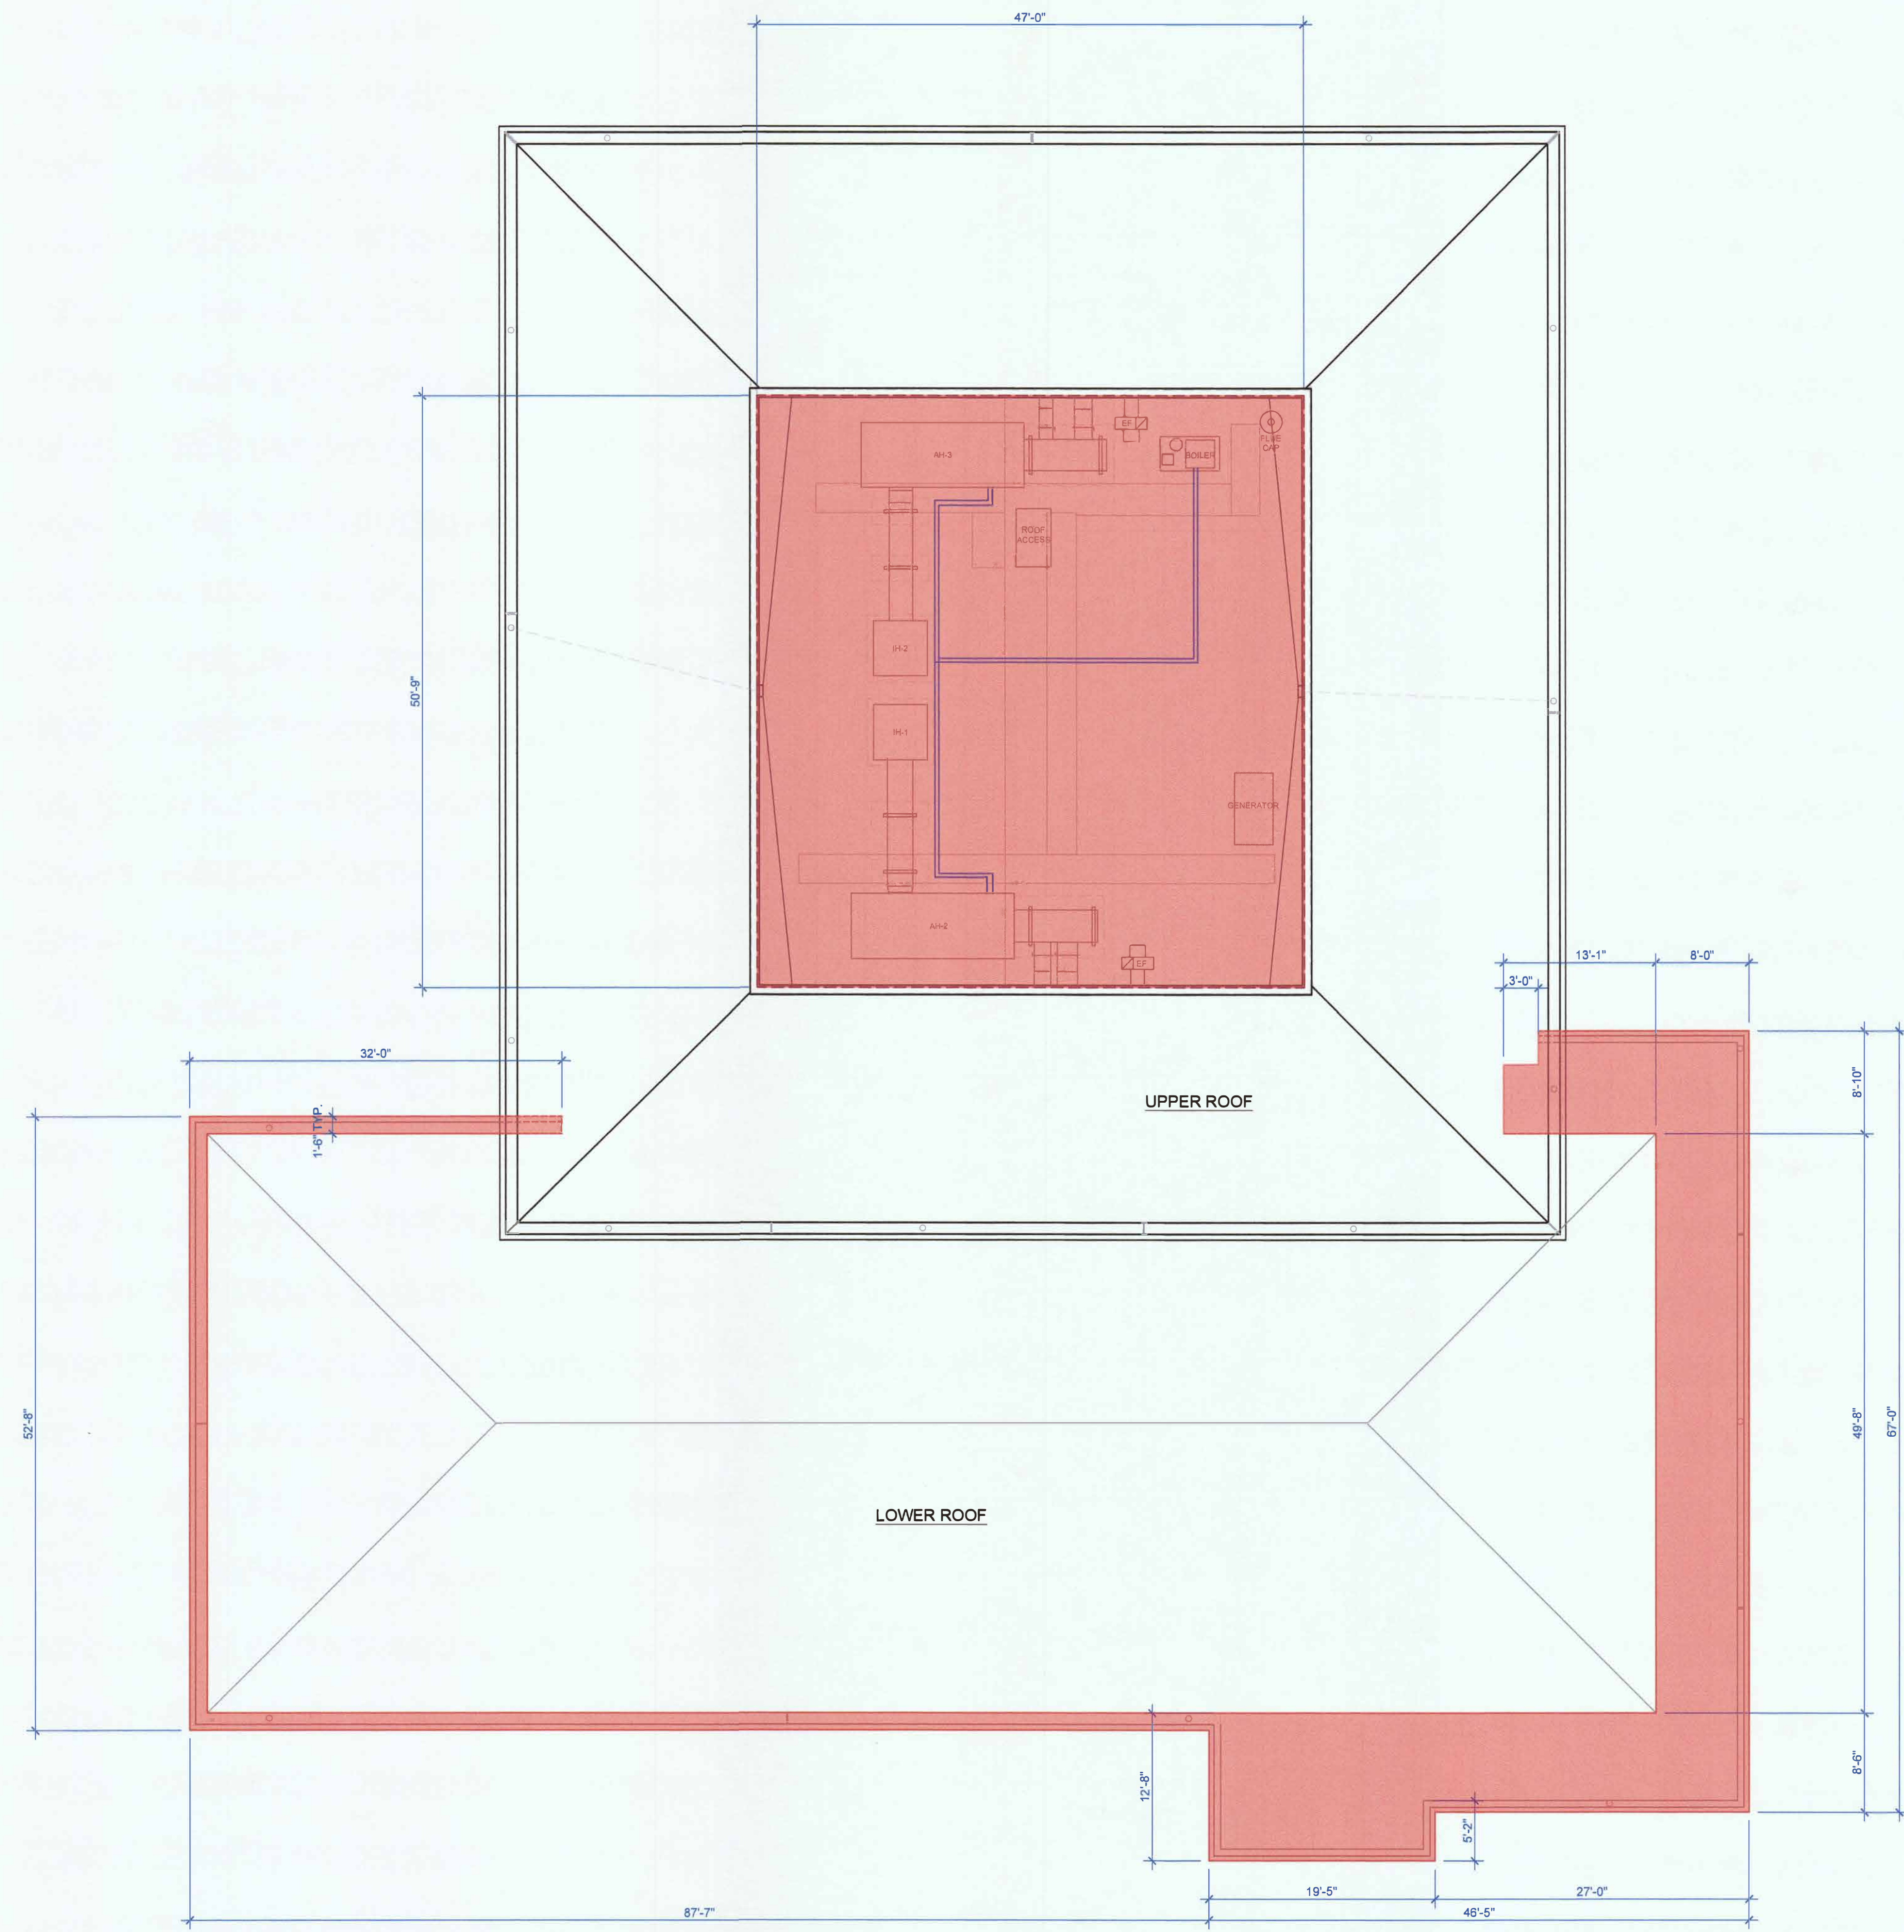 47'-0"
EF
FLUE
CAP
AH-3
BOILER
ROOF
ACCESS
IH-2
50'-9"
IH-1
GENERATOR
AH-2
EF
13'-1"
8'-0"
3'-0"
32'-0"
8'-10"
UPPER ROOF
1'-6" TYP.
52'-8"
49'-8"
67'-0"
LOWER ROOF
12'-8"
8'-6"
5'-2"
19'-5"
27'-0"
87'-7"
46'-5"